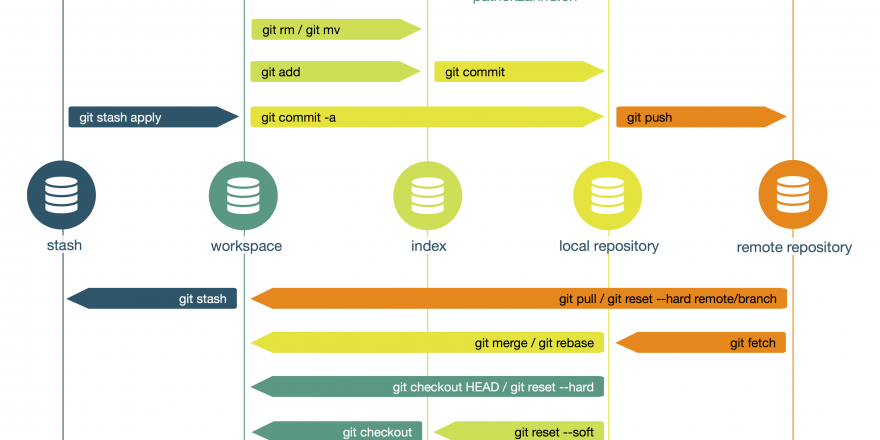 git rm / git mv
git add
git commit
git stash apply
git commit -a
git push
stash
workspace
index
local repository
remote repository
git stash
git pull / git reset --hard remote/branch
git merge / git rebase
git fetch
git checkout HEAD / git reset --hard
git checkout
git reset --soft